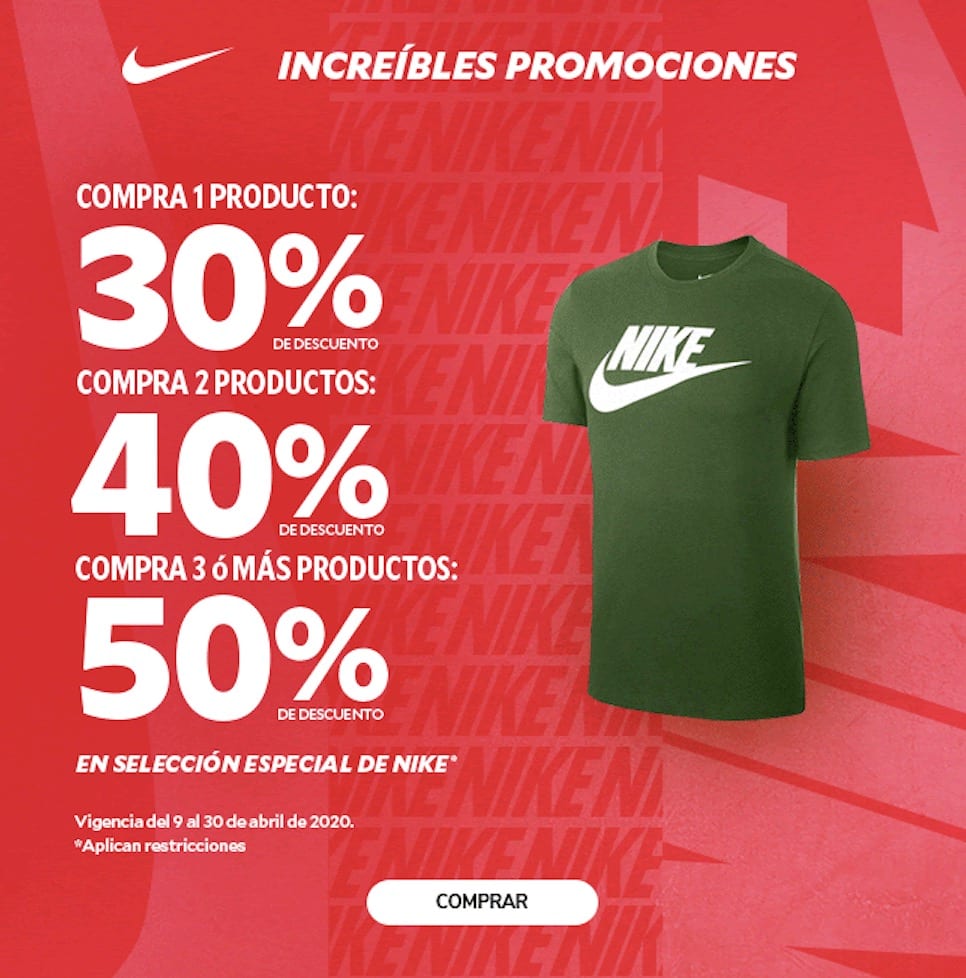 INCREÍBLES PROMOCIONES
COMPRA 1 PRODUCTO:
30%
DE DESCUENTO
COMPRA 2 PRODUCTOS:
40%
DE DESCUENTO
COMPRA 3 ó MÁS PRODUCTOS:
50%
DE DESCUENTO
EN SELECCIÓN ESPECIAL DE NIKE*
Vigencia del 9 al 30 de abril de 2020.
*Aplican restricciones
COMPRAR
NIKE